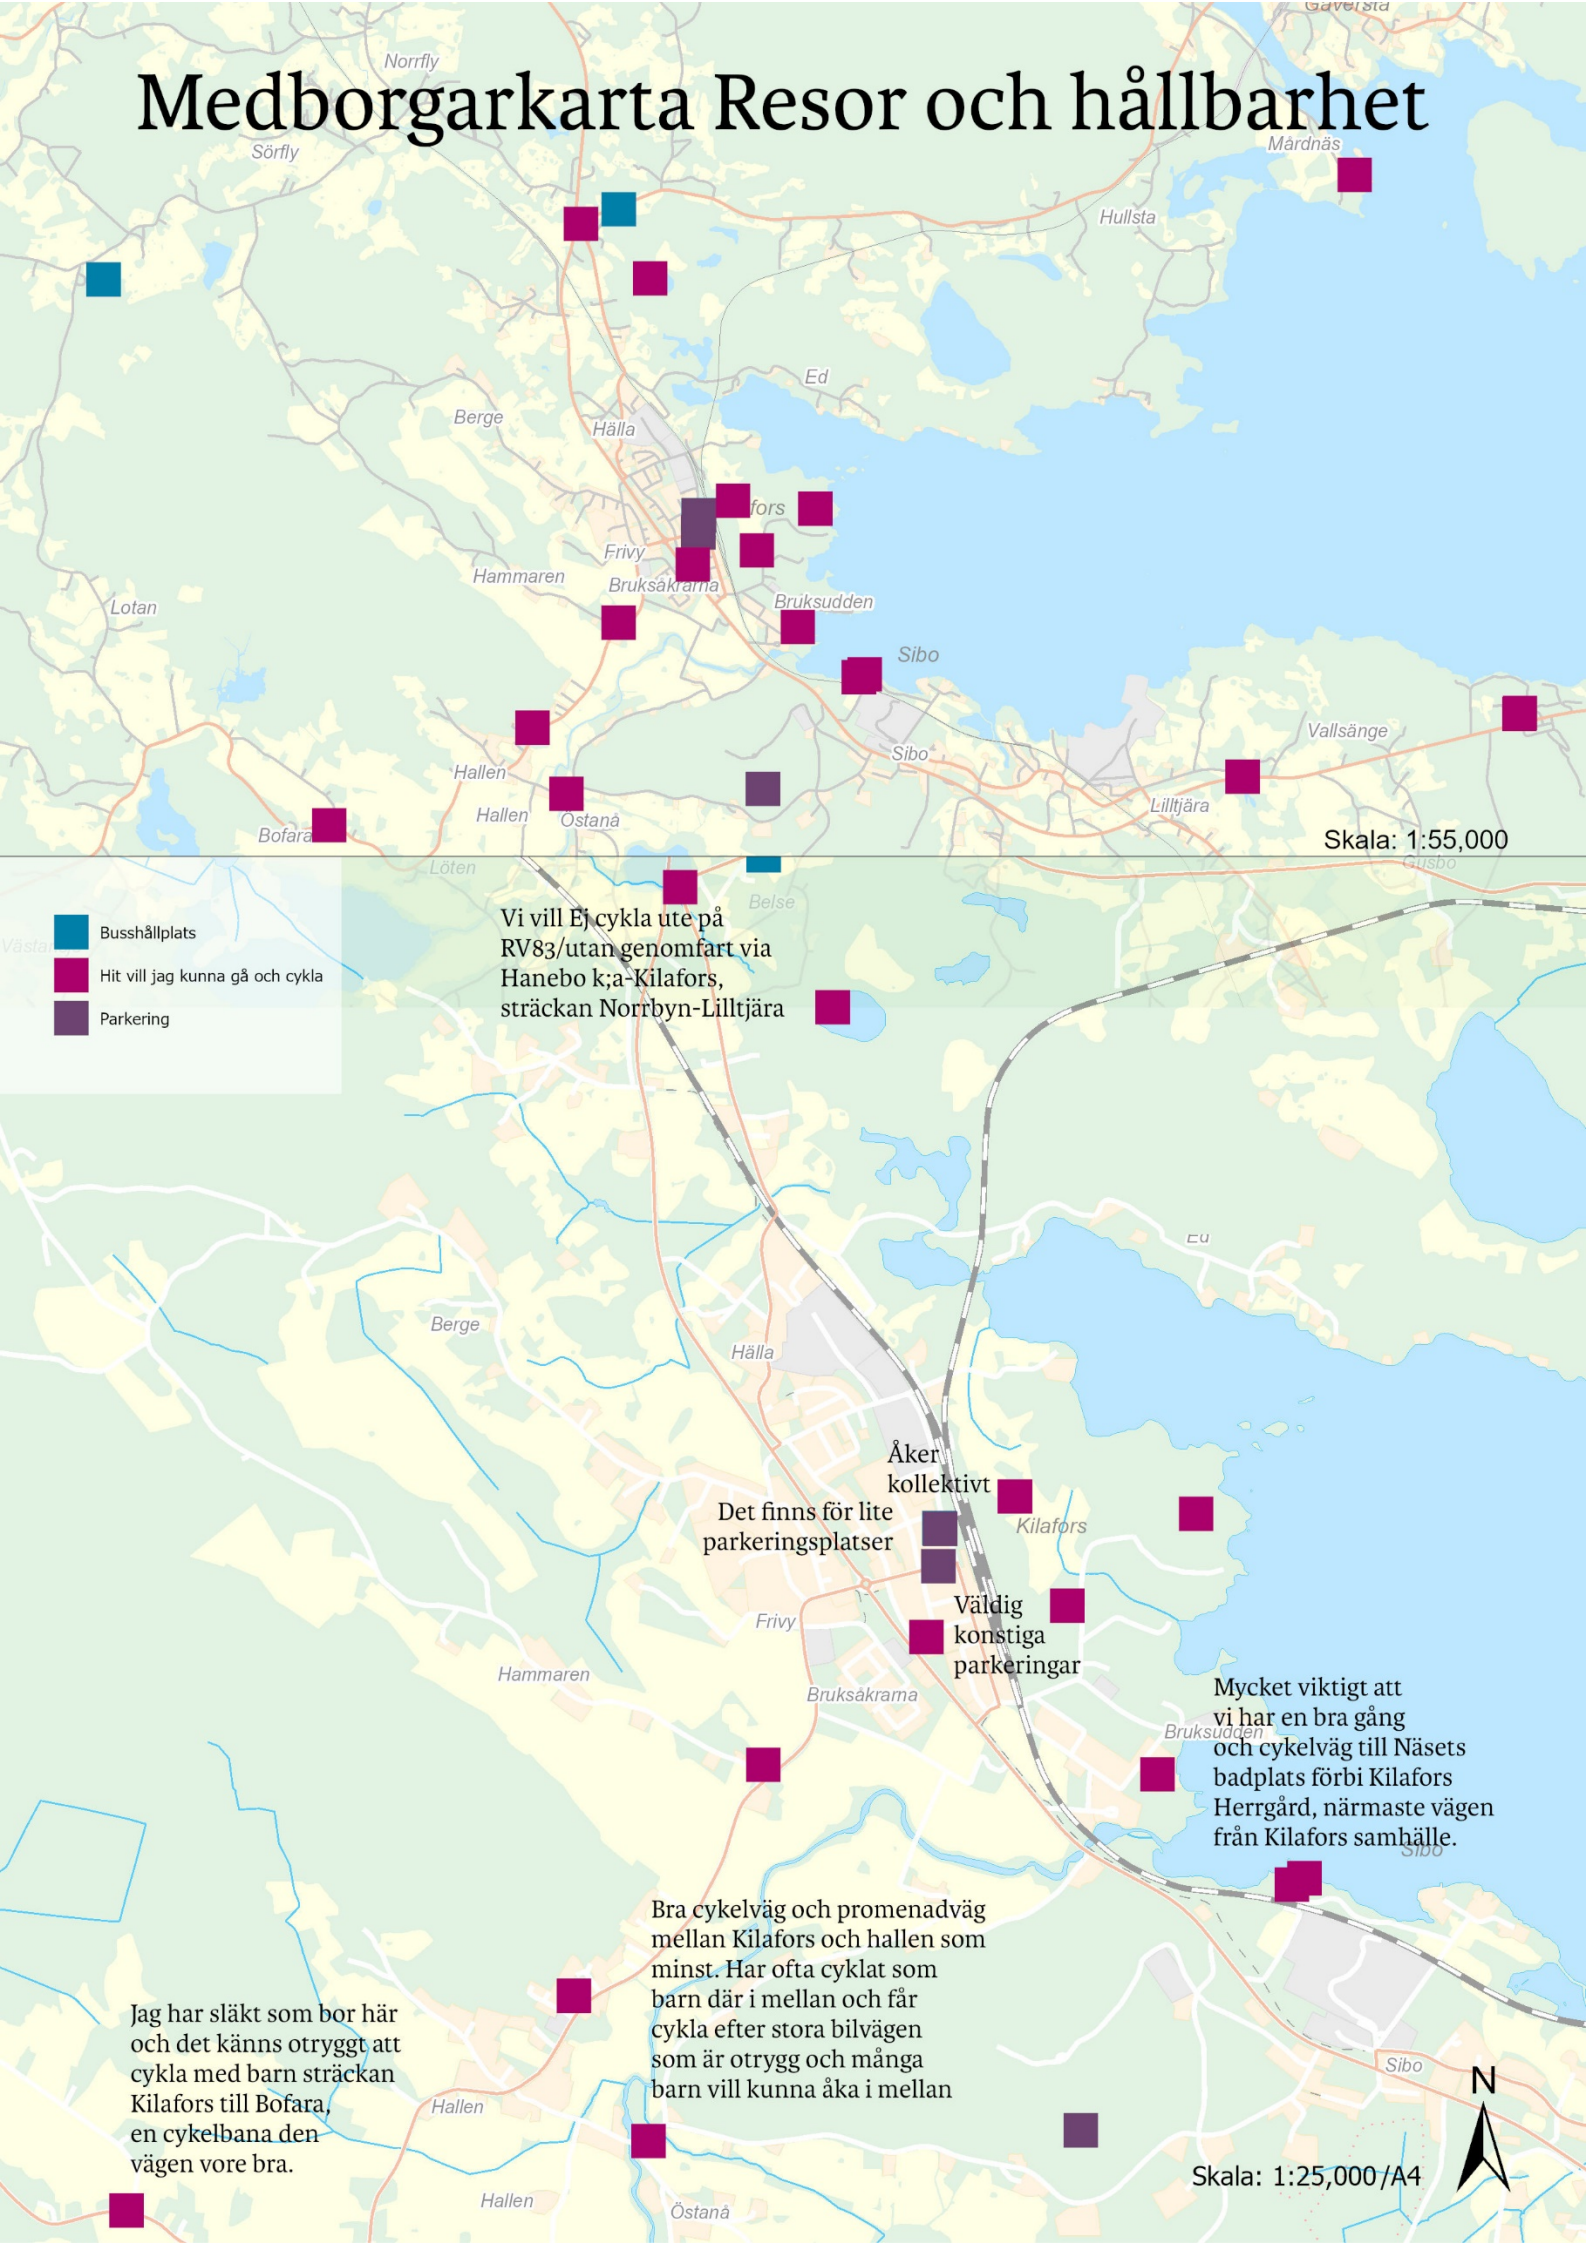 Gäversta
Norrfly
Medborgarkarta Resor och hållbarhet
Mårdnäs
Sörfly
Hullsta
Ed
Berge
Hälla
fors
Frivy
Hammaren
Bruksåkrarna
Bruksudden
Lotan
Sibo
Vallsänge
Sibo
Hallen
Lilltjära
Hallen
Östanå
Bofara
Skala: 1:55,000
Löten
Gusbo
Belse
Busshållplats
Hit vill jag kunna gå och cykla
Parkering
Vi vill Ej cykla ute på
RV83/utan genomfart via
Hanebo k;a-Kilafors,
sträckan Norrbyn-Lilltjära
Ed
Berge
Hälla
Åker
kollektivt
Det finns för lite
parkeringsplatser
Kilafors
Väldig
konstiga
parkeringar
Frivy
Hammaren
Bruksåkrarna
Bruksudden
Mycket viktigt att
vi har en bra gång
och cykelväg till Näsets
badplats förbi Kilafors
Herrgård, närmaste vägen
från Kilafors samhälle.
Sibo
Bra cykelväg och promenadväg
mellan Kilafors och hallen som
minst. Har ofta cyklat som
barn där i mellan och får
cykla efter stora bilvägen
som är otrygg och många
barn vill kunna åka i mellan
Jag har släkt som bor här
och det känns otryggt att
cykla med barn sträckan
Kilafors till Bofara,
en cykelbana den
vägen vore bra.
Sibo
N
Hallen
Skala: 1:25,000/A4
Hallen
Östanå